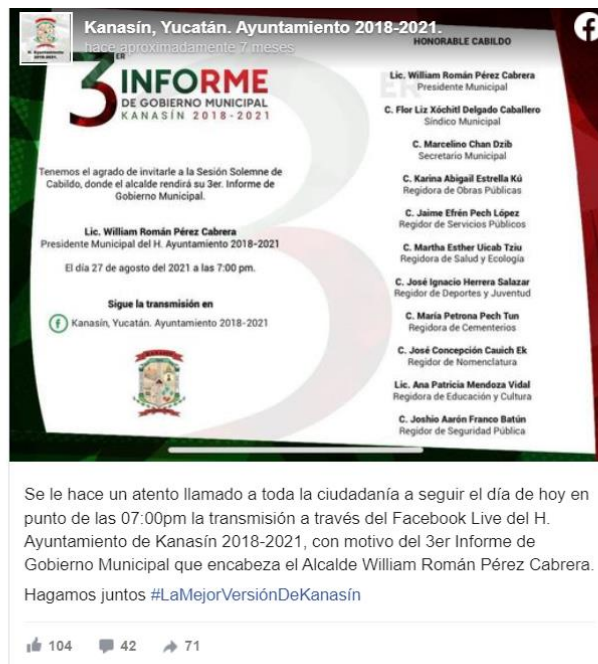 Kanasín, Yucatán. Ayuntamiento 2018-2021.
hace aproximadamente 7 meses
3ER
INFORME
DE GOBIERNO MUNICIPAL
KANASÍN 2018-2021
Tenemos el agrado de invitarle a la Sesión Solemne de
Cabildo, donde el alcalde rendirá su 3er. Informe de
Gobierno Municipal.
Lic. William Román Pérez Cabrera
Presidente Municipal del H. Ayuntamiento 2018-2021
El día 27 de agosto del 2021 a las 7:00 pm.
Sigue la transmisión en
Kanasín, Yucatán. Ayuntamiento 2018-2021
HONORABLE CABILDO
Lic. William Román Pérez Cabrera
Presidente Municipal
C. Flor Liz Xóchitl Delgado Caballero
Síndico Municipal
C. Marcelino Chan Dzib
Secretario Municipal
C. Karina Abigail Estrella Kú
Regidora de Obras Públicas
C. Jaime Efrén Pech López
Regidor de Servicios Públicos
C. Martha Esther Uicab Tziu
Regidora de Salud y Ecología
C. José Ignacio Herrera Salazar
Regidor de Deportes y Juventud
C. María Petrona Pech Tun
Regidora de Cementerios
C. José Concepción Cauich Ek
Regidor de Nomenclatura
Lic. Ana Patricia Mendoza Vidal
Regidora de Educación y Cultura
C. Joshio Aarón Franco Batún
Regidor de Seguridad Pública
Se le hace un atento llamado a toda la ciudadanía a seguir el día de hoy en
punto de las 07:00pm la transmisión a través del Facebook Live del H.
Ayuntamiento de Kanasín 2018-2021, con motivo del 3er Informe de
Gobierno Municipal que encabeza el Alcalde William Román Pérez Cabrera.
Hagamos juntos #LaMejorVersiónDeKanasín
104 42 71